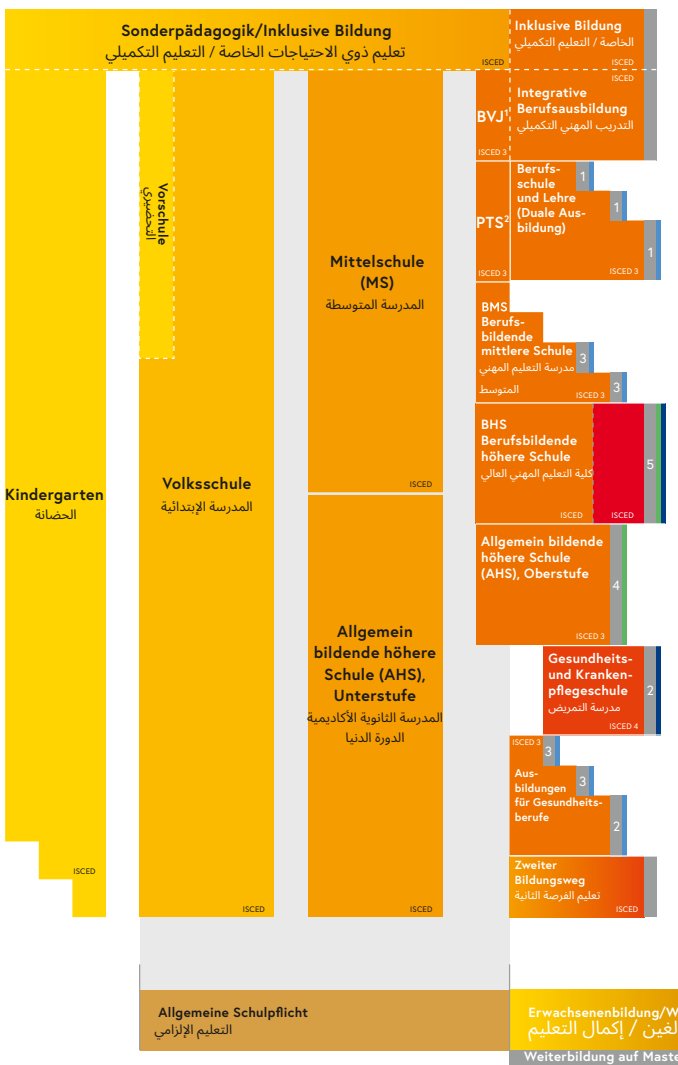 Sonderpädagogik/Inklusive Bildung
تعليم ذوي الاحتياجات الخاصة / التعليم التكميلي
ISCED
Inklusive Bildung
الخاصة / التعليم التكميلي
ISCED
ISCED
BVJ¹
ISCED 3
Integrative
Berufsausbildung
التدريب المهني التكميلي
Vorschule
التحضيري
PTS²
ISCED 3
Berufs-
schule
und Lehre
(Duale Aus-
bildung)
ISCED 3
1
1
1
Mittelschule
(MS)
المدرسة المتوسطة
ISCED
BMS
Berufs-
bildende
mittlere Schule
مدرسة التعليم المهني
المتوسط
ISCED 3
3
3
BHS
Berufsbildende
höhere Schule
كلية التعليم المهني العالي
ISCED
ISCED
5
Kindergarten
الحضانة
ISCED
Volksschule
المدرسة الإبتدائية
ISCED
Allgemein bildende
höhere Schule
(AHS), Oberstufe
ISCED 3
4
Allgemein
bildende höhere
Schule (AHS),
Unterstufe
المدرسة الثانوية الأكاديمية
الدورة الدنيا
ISCED
Gesundheits-
und Kranken-
pflegeschule
مدرسة التمريض
ISCED 4
2
ISCED 3
Aus-
bildungen
für Gesundheits-
berufe
3
3
2
Zweiter
Bildungsweg
تعليم الفرصة الثانية
ISCED
Allgemeine Schulpflicht
التعليم الإلزامي
Erwachsenenbildung/W
لغين / إكمال التعليم
Weiterbildung auf Maste